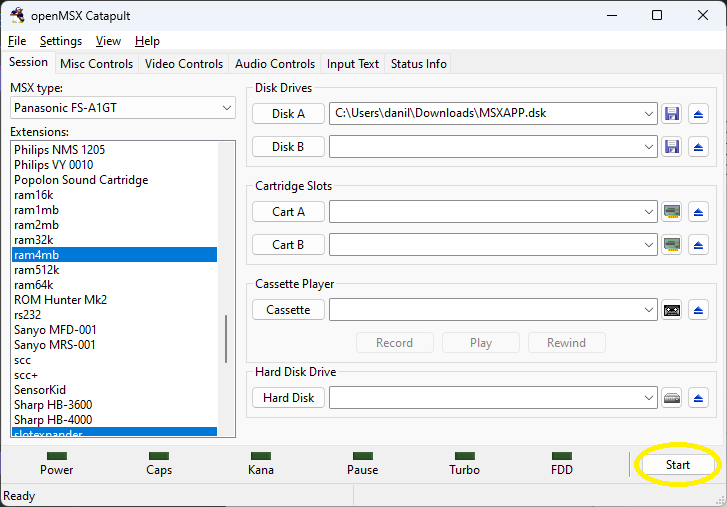 openMSX Catapult
File Settings View Help
Session Misc Controls Video Controls Audio Controls Input Text Status Info
MSX type:
Panasonic FS-A1GT
Extensions:
Philips NMS 1205
Philips VY 0010
Popolon Sound Cartridge
ram16k
ram1mb
ram2mb
ram32k
ram4mb
ram512k
ram64k
ROM Hunter Mk2
rs232
Sanyo MFD-001
Sanyo MRS-001
scc
scc+
SensorKid
Sharp HB-3600
Sharp HB-4000
slotexpander
Disk Drives
Disk A C:\Users\danil\Downloads\MSXAPP.dsk
Disk B
Cartridge Slots
Cart A
Cart B
Cassette Player
Cassette
Record Play Rewind
Hard Disk Drive
Hard Disk
Power Caps Kana Pause Turbo FDD Start
Ready